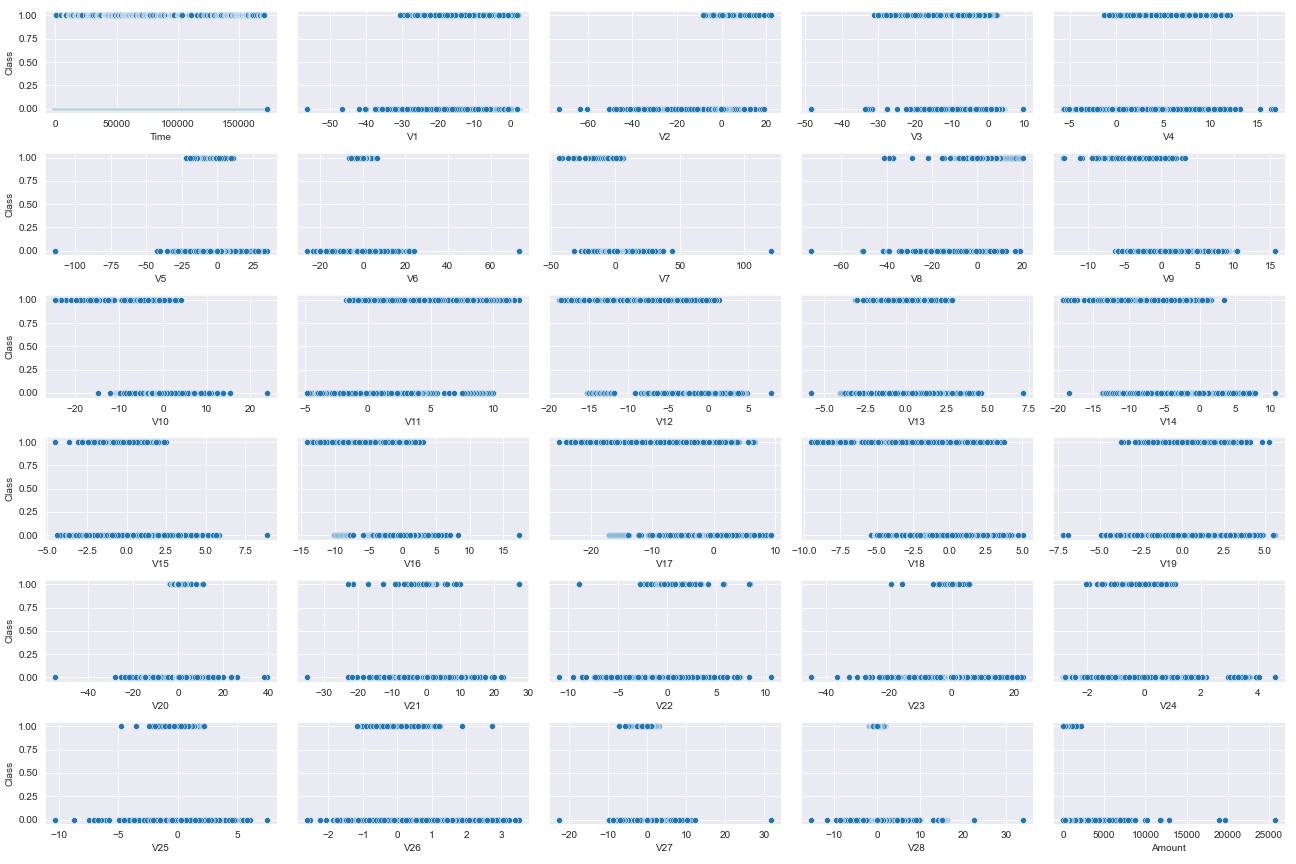 1.00
0.75
0.50
0.25
0.00
Class
0 50000 100000 150000
Time
−50 −40 −30 −20 −10 0
V1
−60 −40 −20 0 20
V2
−50 −40 −30 −20 −10 0 10
V3
−5 0 5 10 15
V4
1.00
0.75
0.50
0.25
0.00
Class
−100 −75 −50 −25 0 25
V5
−20 0 20 40 60
V6
−50 0 50 100
V7
−60 −40 −20 0 20
V8
−10 −5 0 5 10 15
V9
1.00
0.75
0.50
0.25
0.00
Class
−20 −10 0 10 20
V10
−5 0 5 10
V11
−20 −15 −10 −5 0 5
V12
−5.0 −2.5 0.0 2.5 5.0 7.5
V13
−20 −15 −10 −5 0 5 10
V14
1.00
0.75
0.50
0.25
0.00
Class
−5.0 −2.5 0.0 2.5 5.0 7.5
V15
−15 −10 −5 0 5 10 15
V16
−20 −10 0 10
V17
−10.0 −7.5 −5.0 −2.5 0.0 2.5 5.0
V18
−7.5 −5.0 −2.5 0.0 2.5 5.0
V19
1.00
0.75
0.50
0.25
0.00
Class
−40 −20 0 20 40
V20
−30 −20 −10 0 10 20 30
V21
−10 −5 0 5 10
V22
−40 −20 0 20
V23
−2 0 2 4
V24
1.00
0.75
0.50
0.25
0.00
Class
−10 −5 0 5
V25
−2 −1 0 1 2 3
V26
−20 −10 0 10 20 30
V27
−10 0 10 20 30
V28
0 5000 10000 15000 20000 25000
Amount